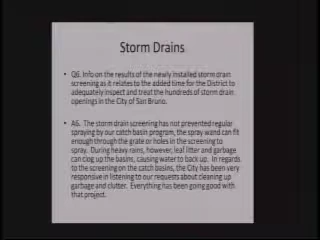 Storm Drains
• Q6. Info on the results of the newly installed storm drain
screening as it relates to the added time for the District to
adequately inspect and treat the hundreds of storm drain
openings in the City of San Bruno.
• A6. The storm drain screening has not prevented regular
spraying by our catch basin program, the spray wand can fit
enough through the grate or holes in the screening to
spray. During heavy rains, however, leaf litter and garbage
can clog up the basins, causing water to back up. In regards
to the screening on the catch basins, the City has been very
responsive in listening to our requests about cleaning up
garbage and clutter. Everything has been going good with
that project.